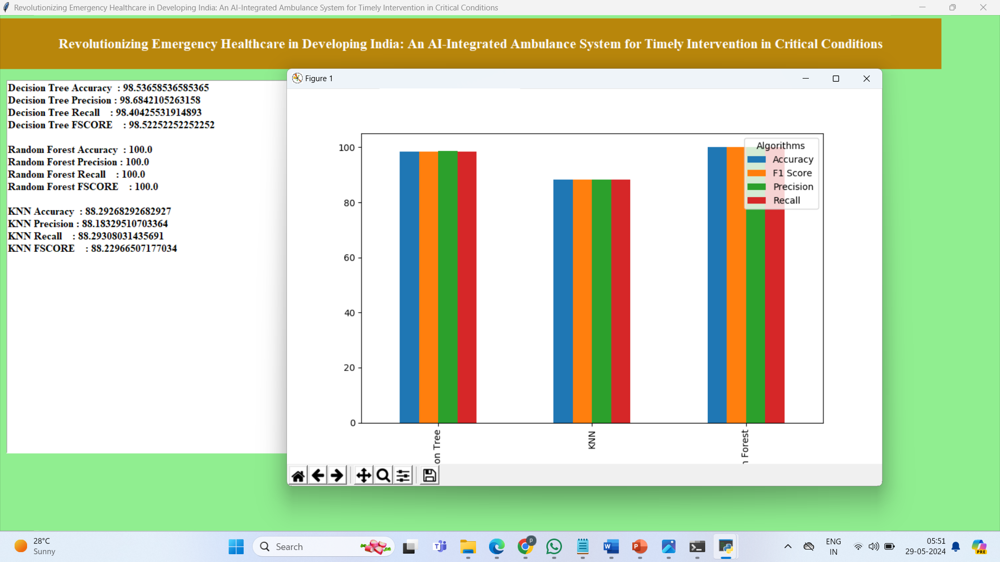 Revolutionizing Emergency Healthcare in Developing India: An AI-Integrated Ambulance System for Timely Intervention in Critical Conditions
Revolutionizing Emergency Healthcare in Developing India: An AI-Integrated Ambulance System for Timely Intervention in Critical Conditions
Decision Tree Accuracy : 98.53658536585365
Decision Tree Precision : 98.6842105263158
Decision Tree Recall : 98.40425531914893
Decision Tree FSCORE : 98.52252252252252
Random Forest Accuracy : 100.0
Random Forest Precision : 100.0
Random Forest Recall : 100.0
Random Forest FSCORE : 100.0
KNN Accuracy : 88.29268292682927
KNN Precision : 88.18329510703364
KNN Recall : 88.29308031435691
KNN FSCORE : 88.22966507177034
Figure 1
100
80
60
40
20
0
Algorithms
Accuracy
F1 Score
Precision
Recall
on Tree
KNN
Forest
28°C
Sunny
Search
P
PRE
ENG
IN
05:51
29-05-2024